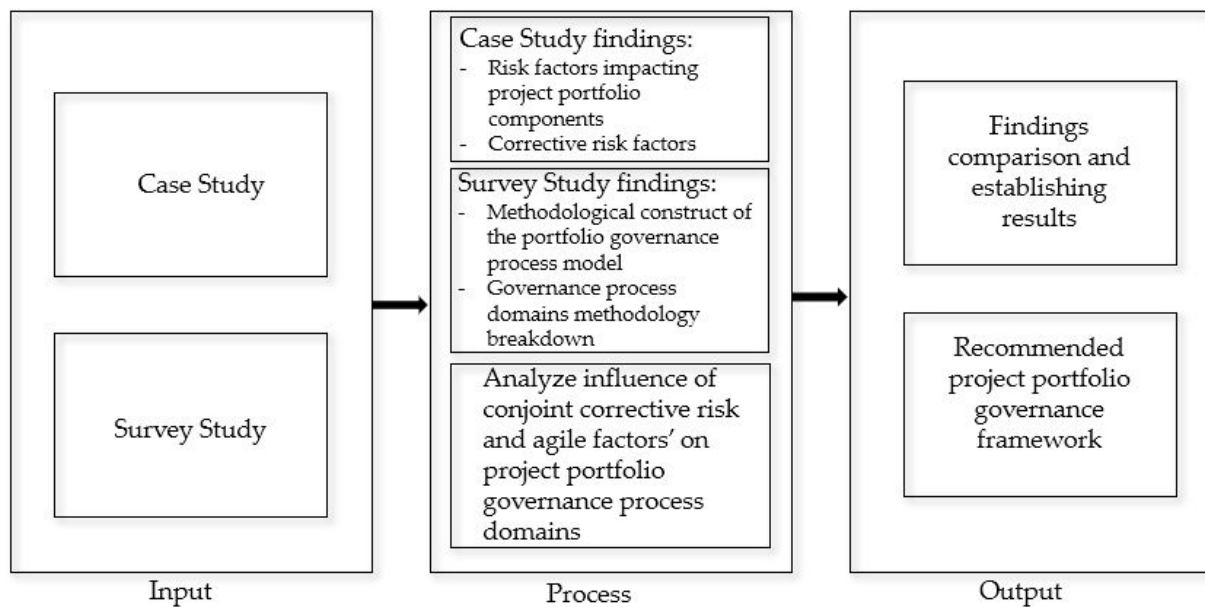 Case Study
Survey Study
Input
Case Study findings:
- Risk factors impacting
project portfolio
components
- Corrective risk factors
Survey Study findings:
- Methodological construct of
the portfolio governance
process model
- Governance process
domains methodology
breakdown
Analyze influence of
conjoint corrective risk
and agile factors’ on
project portfolio
governance process
domains
Process
Findings
comparison and
establishing
results
Recommended
project portfolio
governance
framework
Output